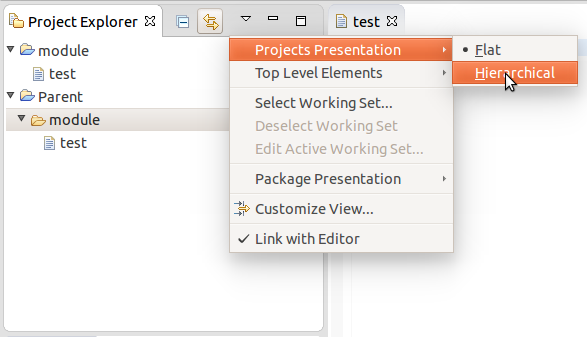 Project Explorer
test
module
test
Parent
module
test
Projects Presentation
Top Level Elements
Select Working Set...
Deselect Working Set
Edit Active Working Set...
Package Presentation
Customize View...
Link with Editor
Flat
Hierarchical